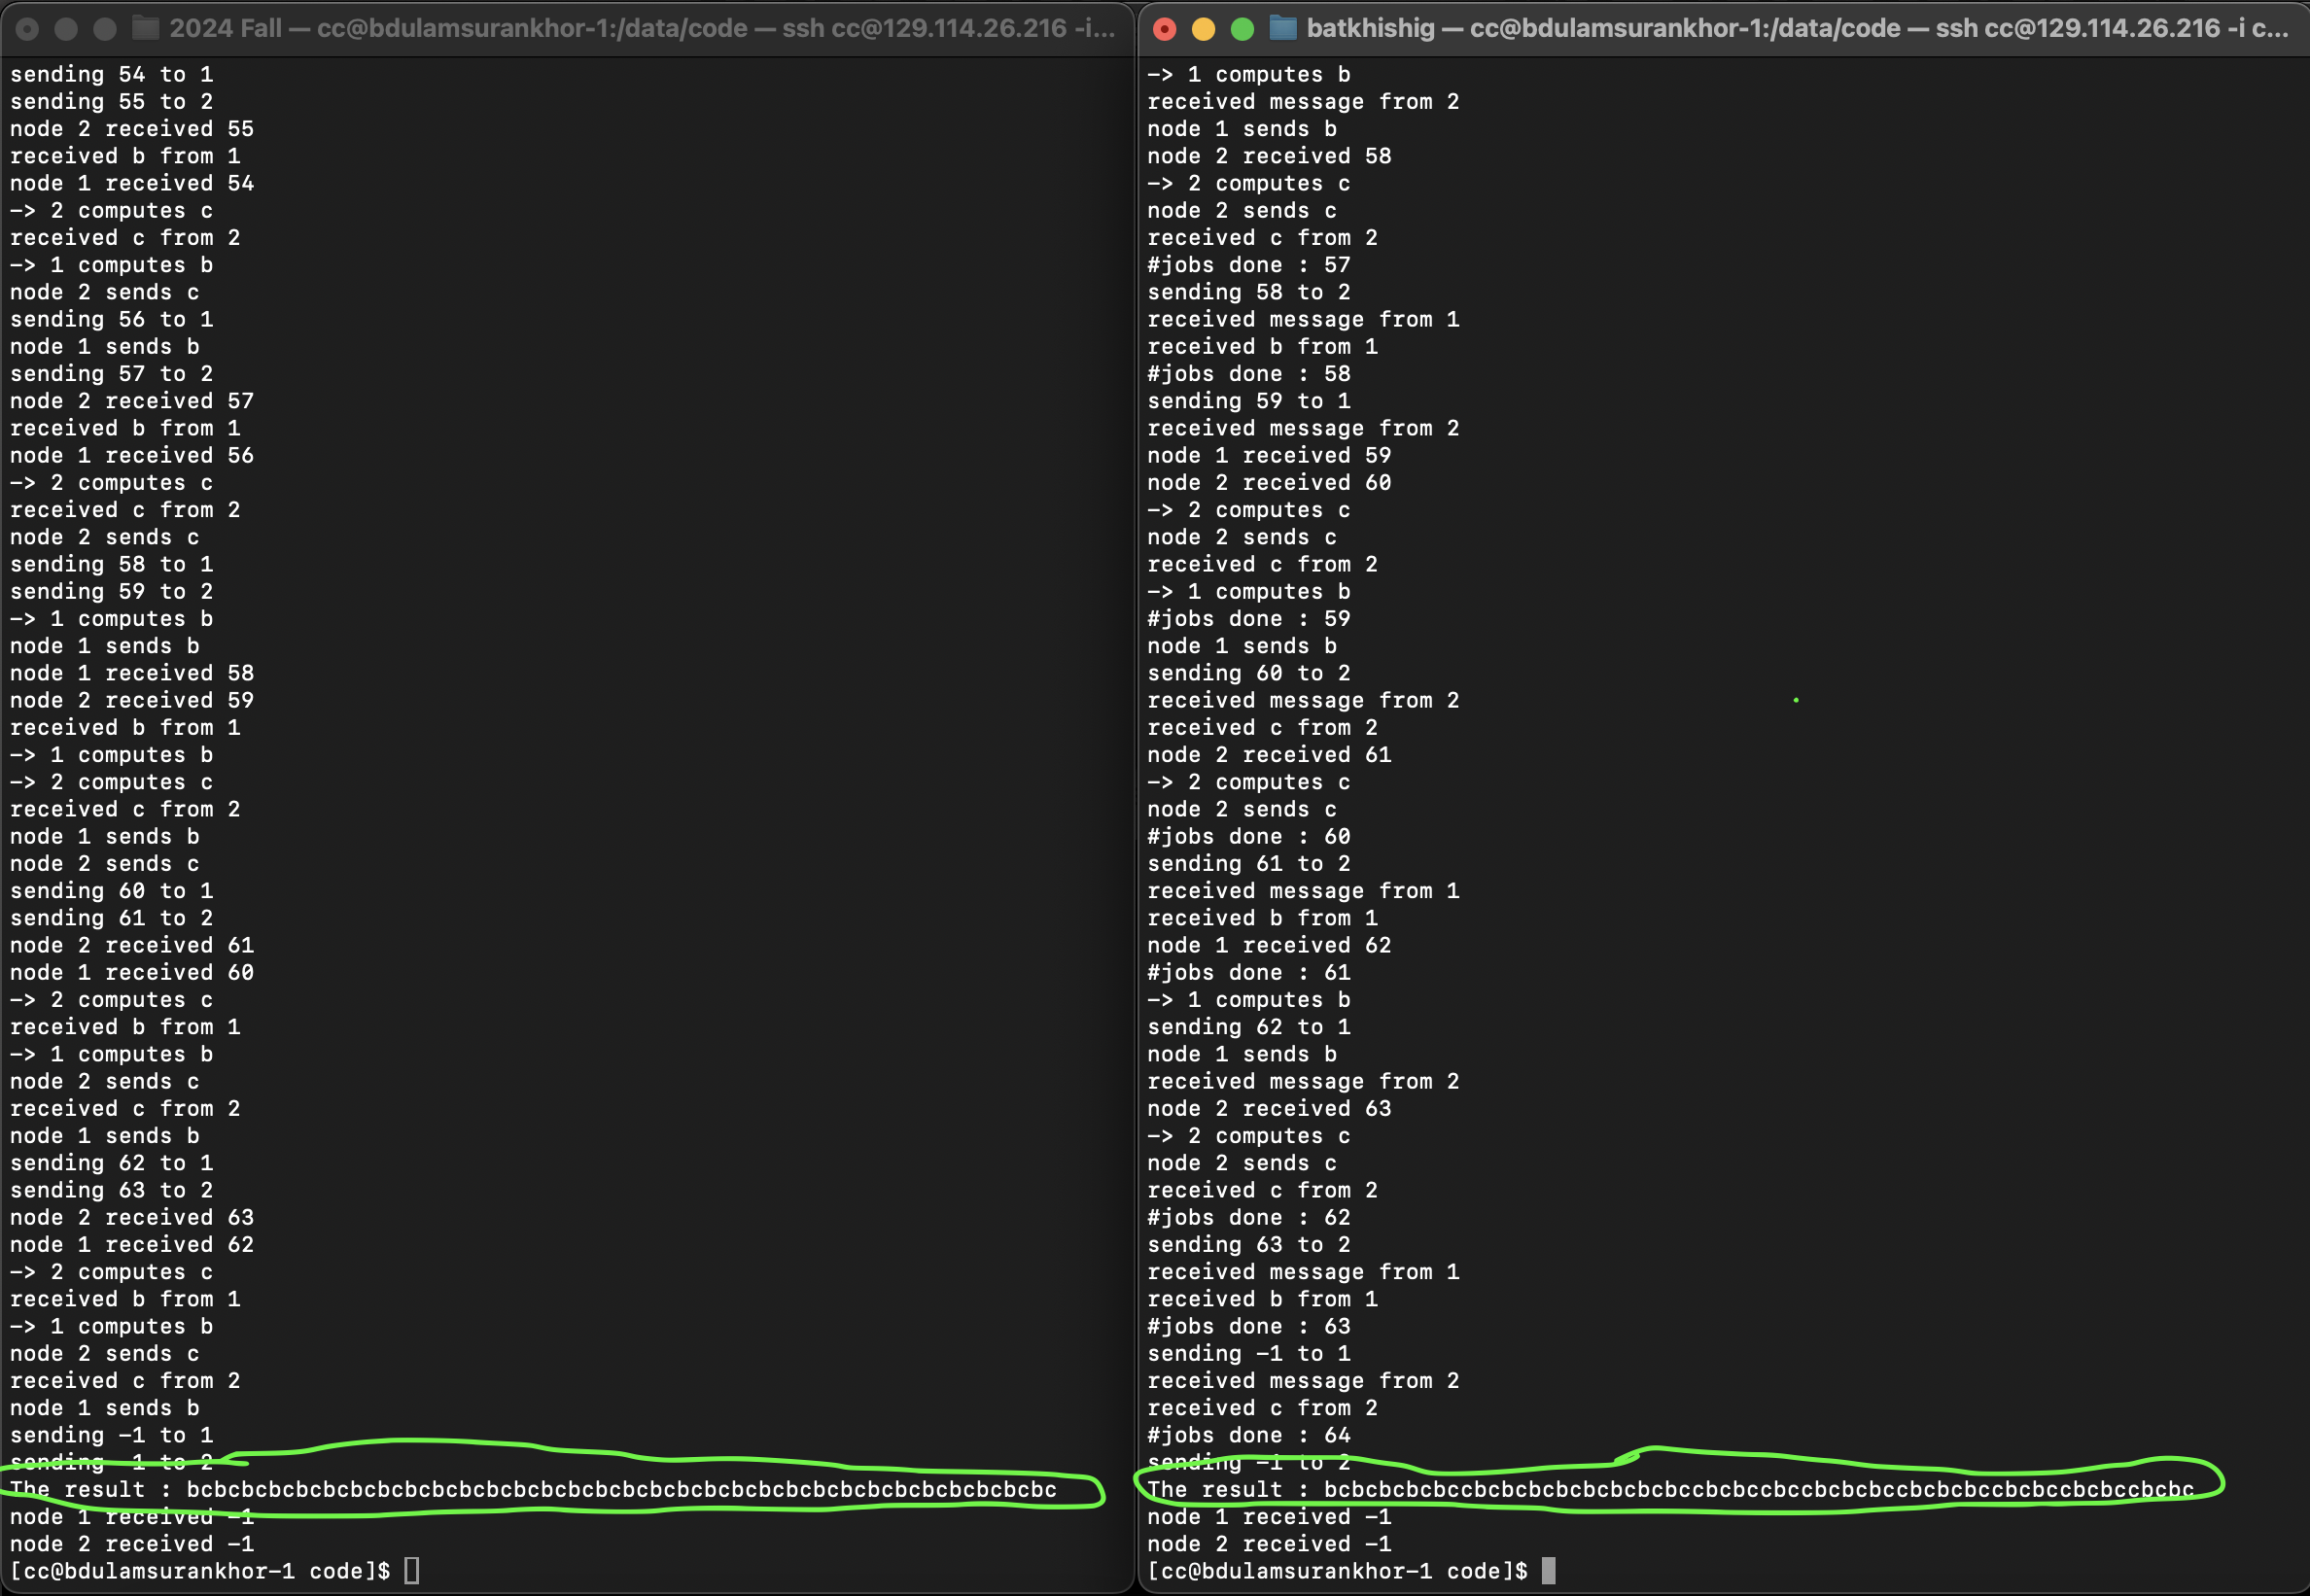 2024 Fall — cc@bdulamsurankhor-1:/data/code — ssh cc@129.114.26.216 -i...
sending 54 to 1
sending 55 to 2
node 2 received 55
received b from 1
node 1 received 54
-> 2 computes c
received c from 2
-> 1 computes b
node 2 sends c
sending 56 to 1
node 1 sends b
sending 57 to 2
node 2 received 57
received b from 1
node 1 received 56
-> 2 computes c
received c from 2
node 2 sends c
sending 58 to 1
sending 59 to 2
-> 1 computes b
node 1 sends b
node 1 received 58
node 2 received 59
received b from 1
-> 1 computes b
-> 2 computes c
received c from 2
node 1 sends b
node 2 sends c
sending 60 to 1
sending 61 to 2
node 2 received 61
node 1 received 60
-> 2 computes c
received b from 1
-> 1 computes b
node 2 sends c
received c from 2
node 1 sends b
sending 62 to 1
sending 63 to 2
node 2 received 63
node 1 received 62
-> 2 computes c
received b from 1
-> 1 computes b
node 2 sends c
received c from 2
node 1 sends b
sending -1 to 1
sending -1 to 2
The result : bcbcbcbcbcbcbcbcbcbcbcbcbcbcbcbcbcbcbcbcbcbcbcbcbcbcbcbcbcbcbcbc
node 1 received -1
node 2 received -1
[cc@bdulamsurankhor-1 code]$
batkhishig — cc@bdulamsurankhor-1:/data/code — ssh cc@129.114.26.216 -i c...
-> 1 computes b
received message from 2
node 1 sends b
node 2 received 58
-> 2 computes c
node 2 sends c
received c from 2
#jobs done : 57
sending 58 to 2
received message from 1
received b from 1
#jobs done : 58
sending 59 to 1
received message from 2
node 1 received 59
node 2 received 60
-> 2 computes c
node 2 sends c
received c from 2
-> 1 computes b
#jobs done : 59
node 1 sends b
sending 60 to 2
received message from 2
received c from 2
node 2 received 61
-> 2 computes c
node 2 sends c
#jobs done : 60
sending 61 to 2
received message from 1
received b from 1
node 1 received 62
#jobs done : 61
-> 1 computes b
sending 62 to 1
node 1 sends b
received message from 2
node 2 received 63
-> 2 computes c
node 2 sends c
received c from 2
#jobs done : 62
sending 63 to 2
received message from 1
received b from 1
#jobs done : 63
sending -1 to 1
received message from 2
received c from 2
#jobs done : 64
sending -1 to 2
The result : bcbcbcbcbccbcbcbcbcbcbcbcbccbcbccbccbcbcbccbcbcbccbcbccbcbccbcbc
node 1 received -1
node 2 received -1
[cc@bdulamsurankhor-1 code]$